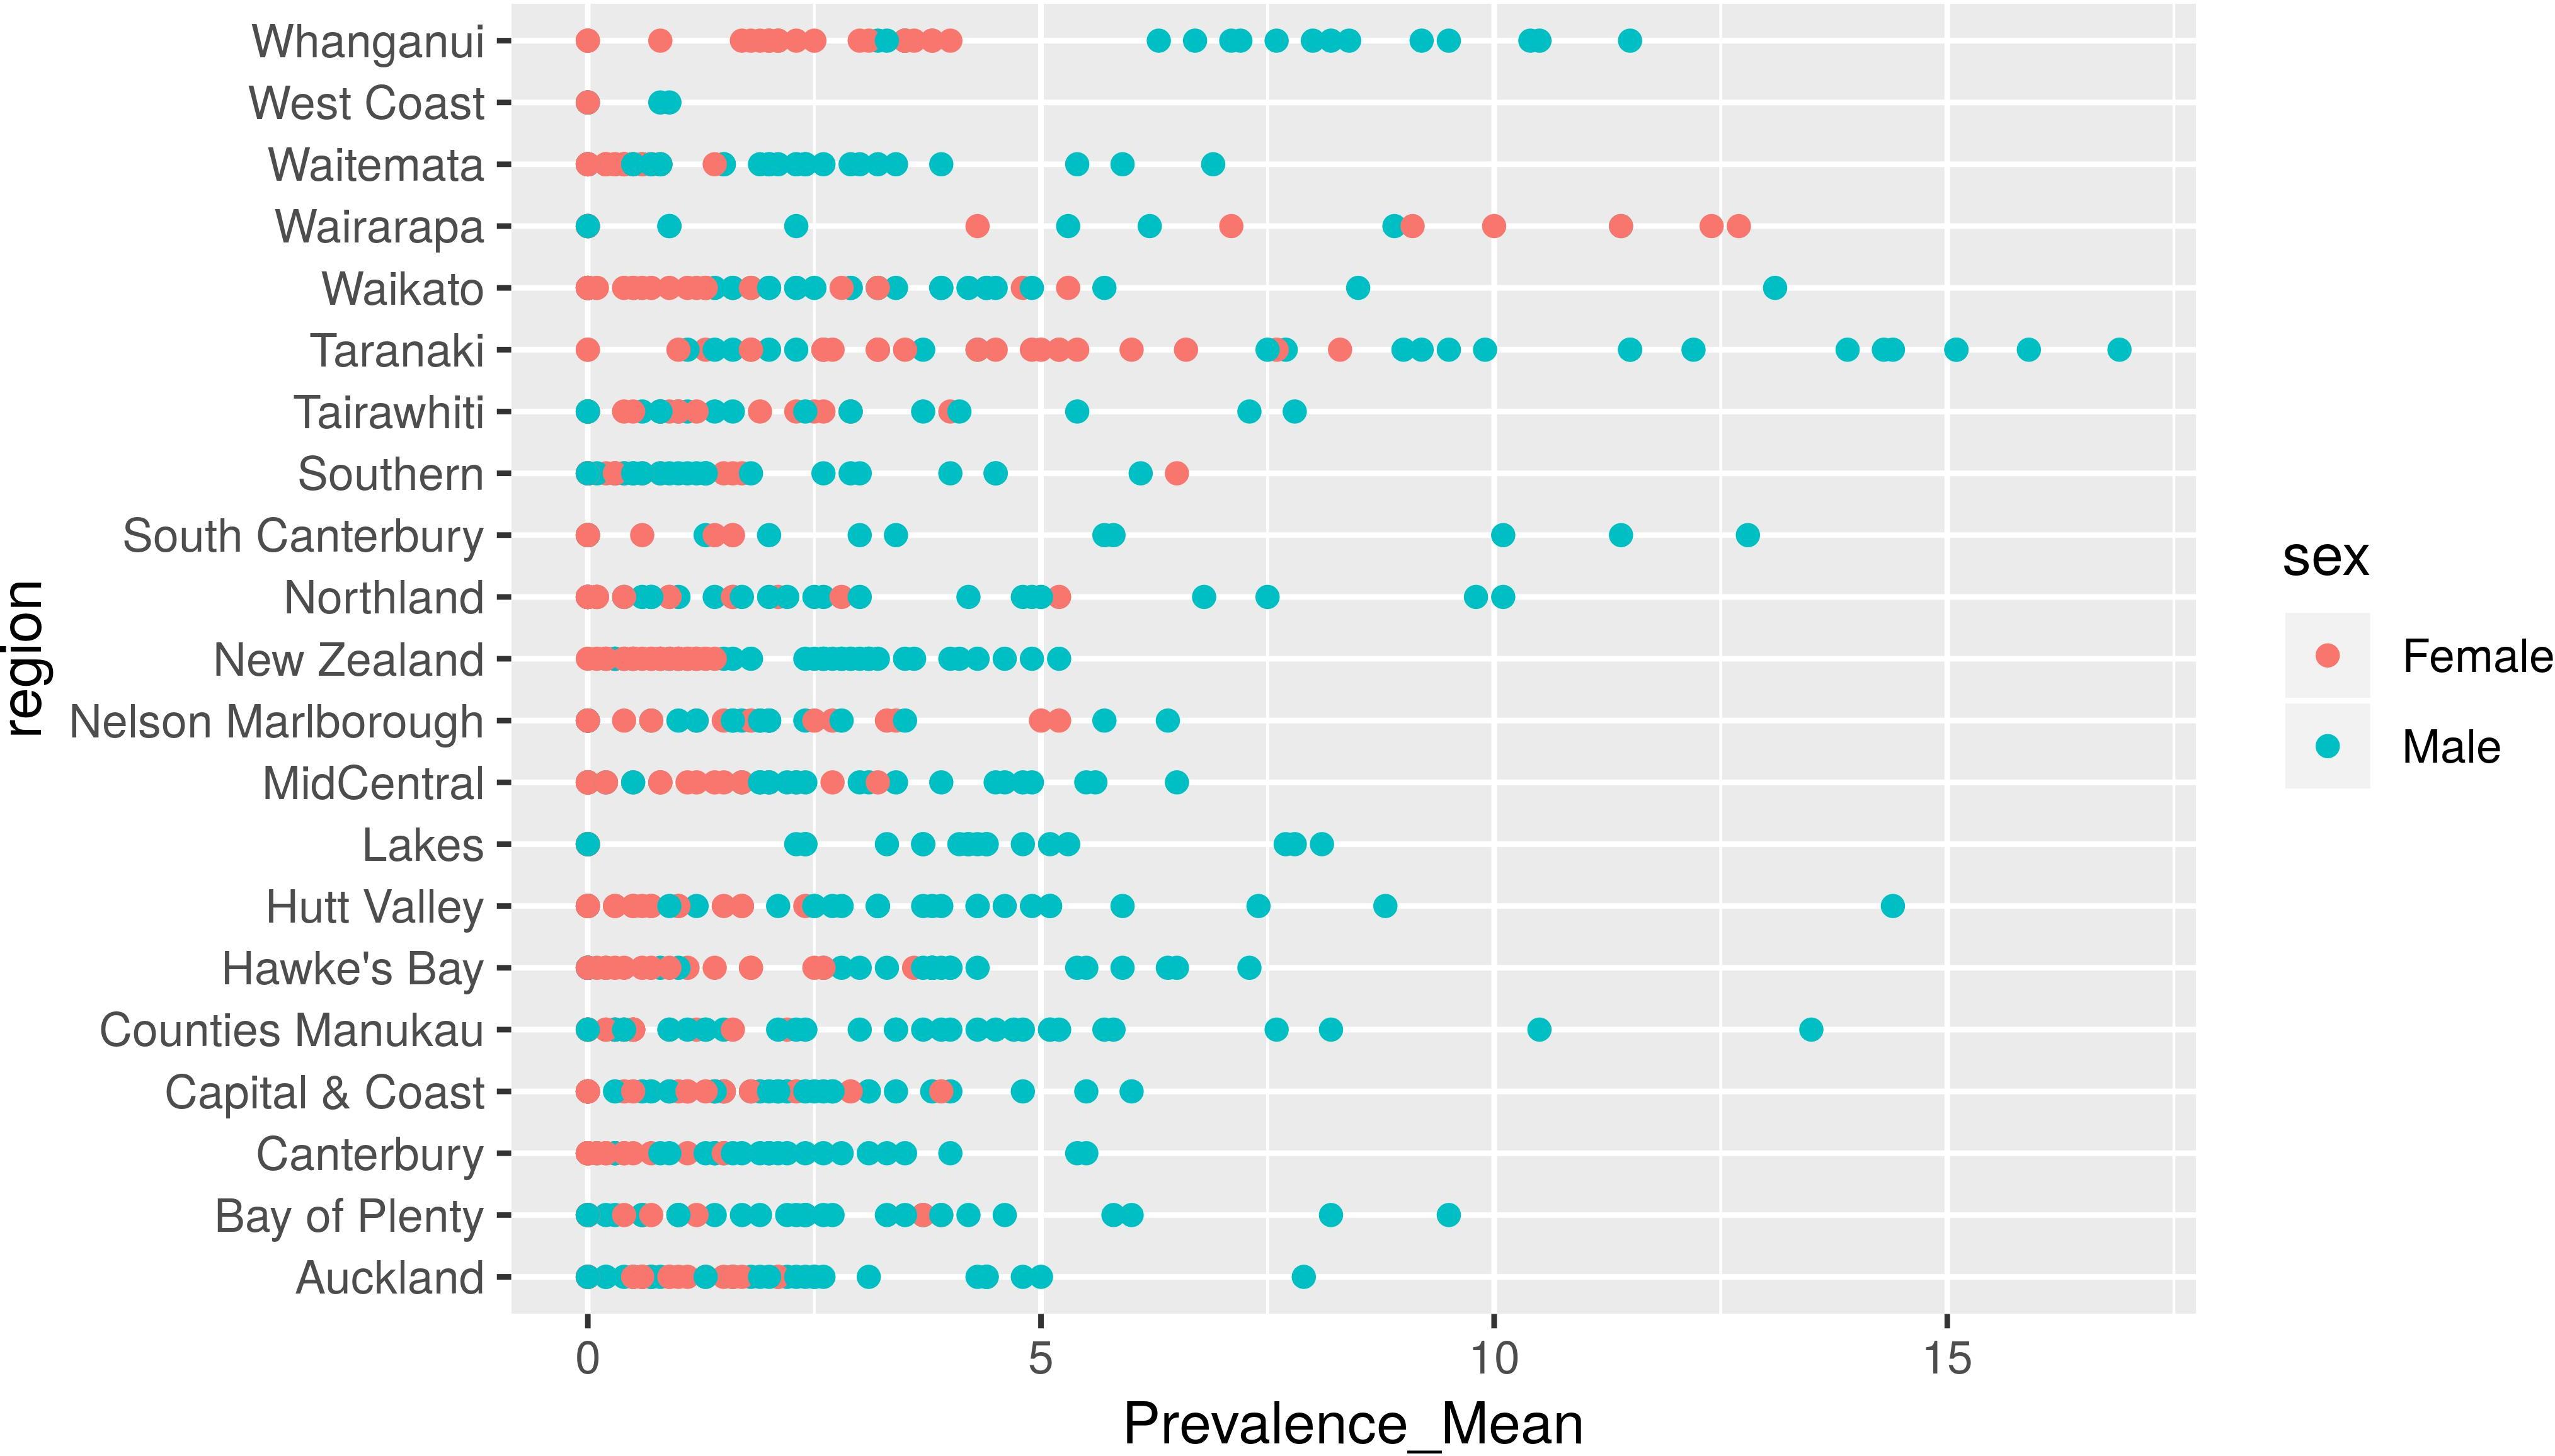 Whanganui
West Coast
Waitemata
Wairarapa
Waikato
Taranaki
Tairawhiti
Southern
South Canterbury
Northland
New Zealand
Nelson Marlborough
MidCentral
Lakes
Hutt Valley
Hawke's Bay
Counties Manukau
Capital & Coast
Canterbury
Bay of Plenty
Auckland
region
0 5 10 15
Prevalence_Mean
sex
Female
Male